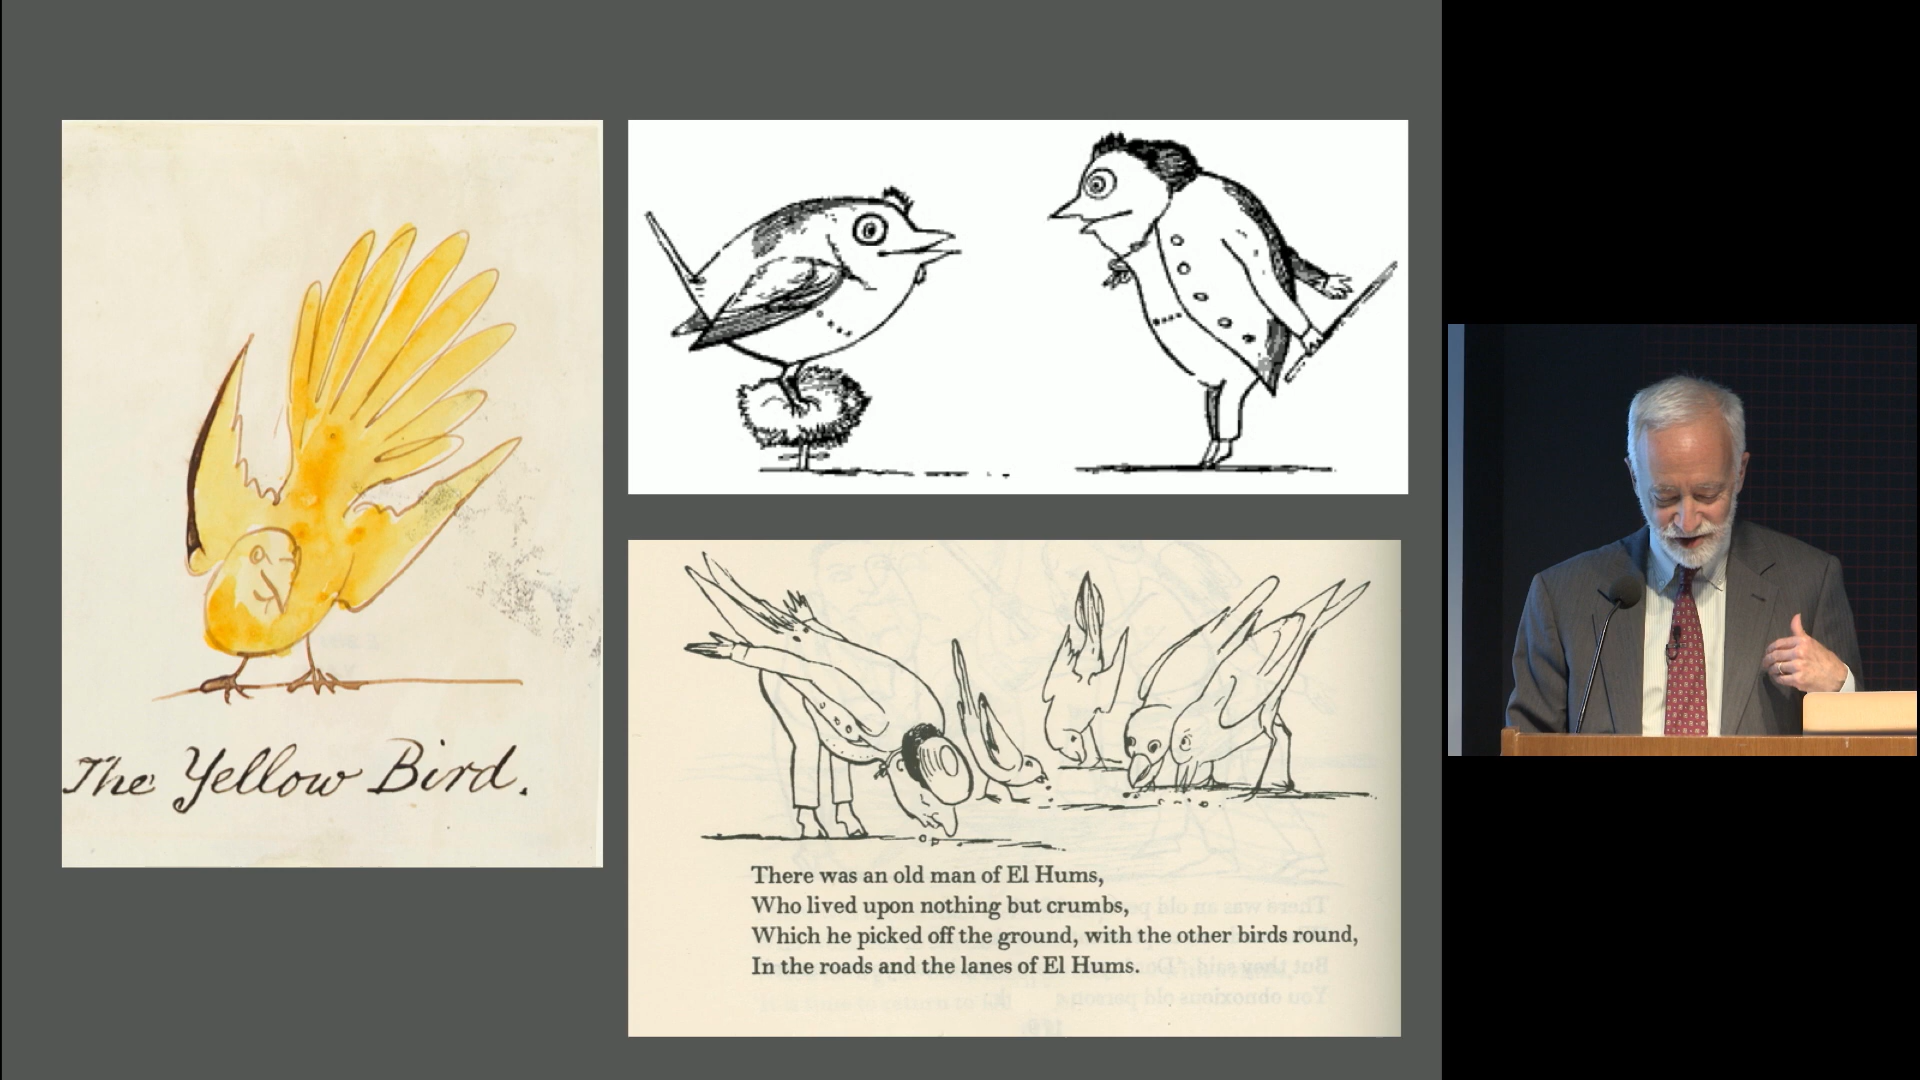 The Yellow Bird.
There was an old man of El Hums,
Who lived upon nothing but crumbs,
Which he picked off the ground, with the other birds round,
In the roads and the lanes of El Hums.